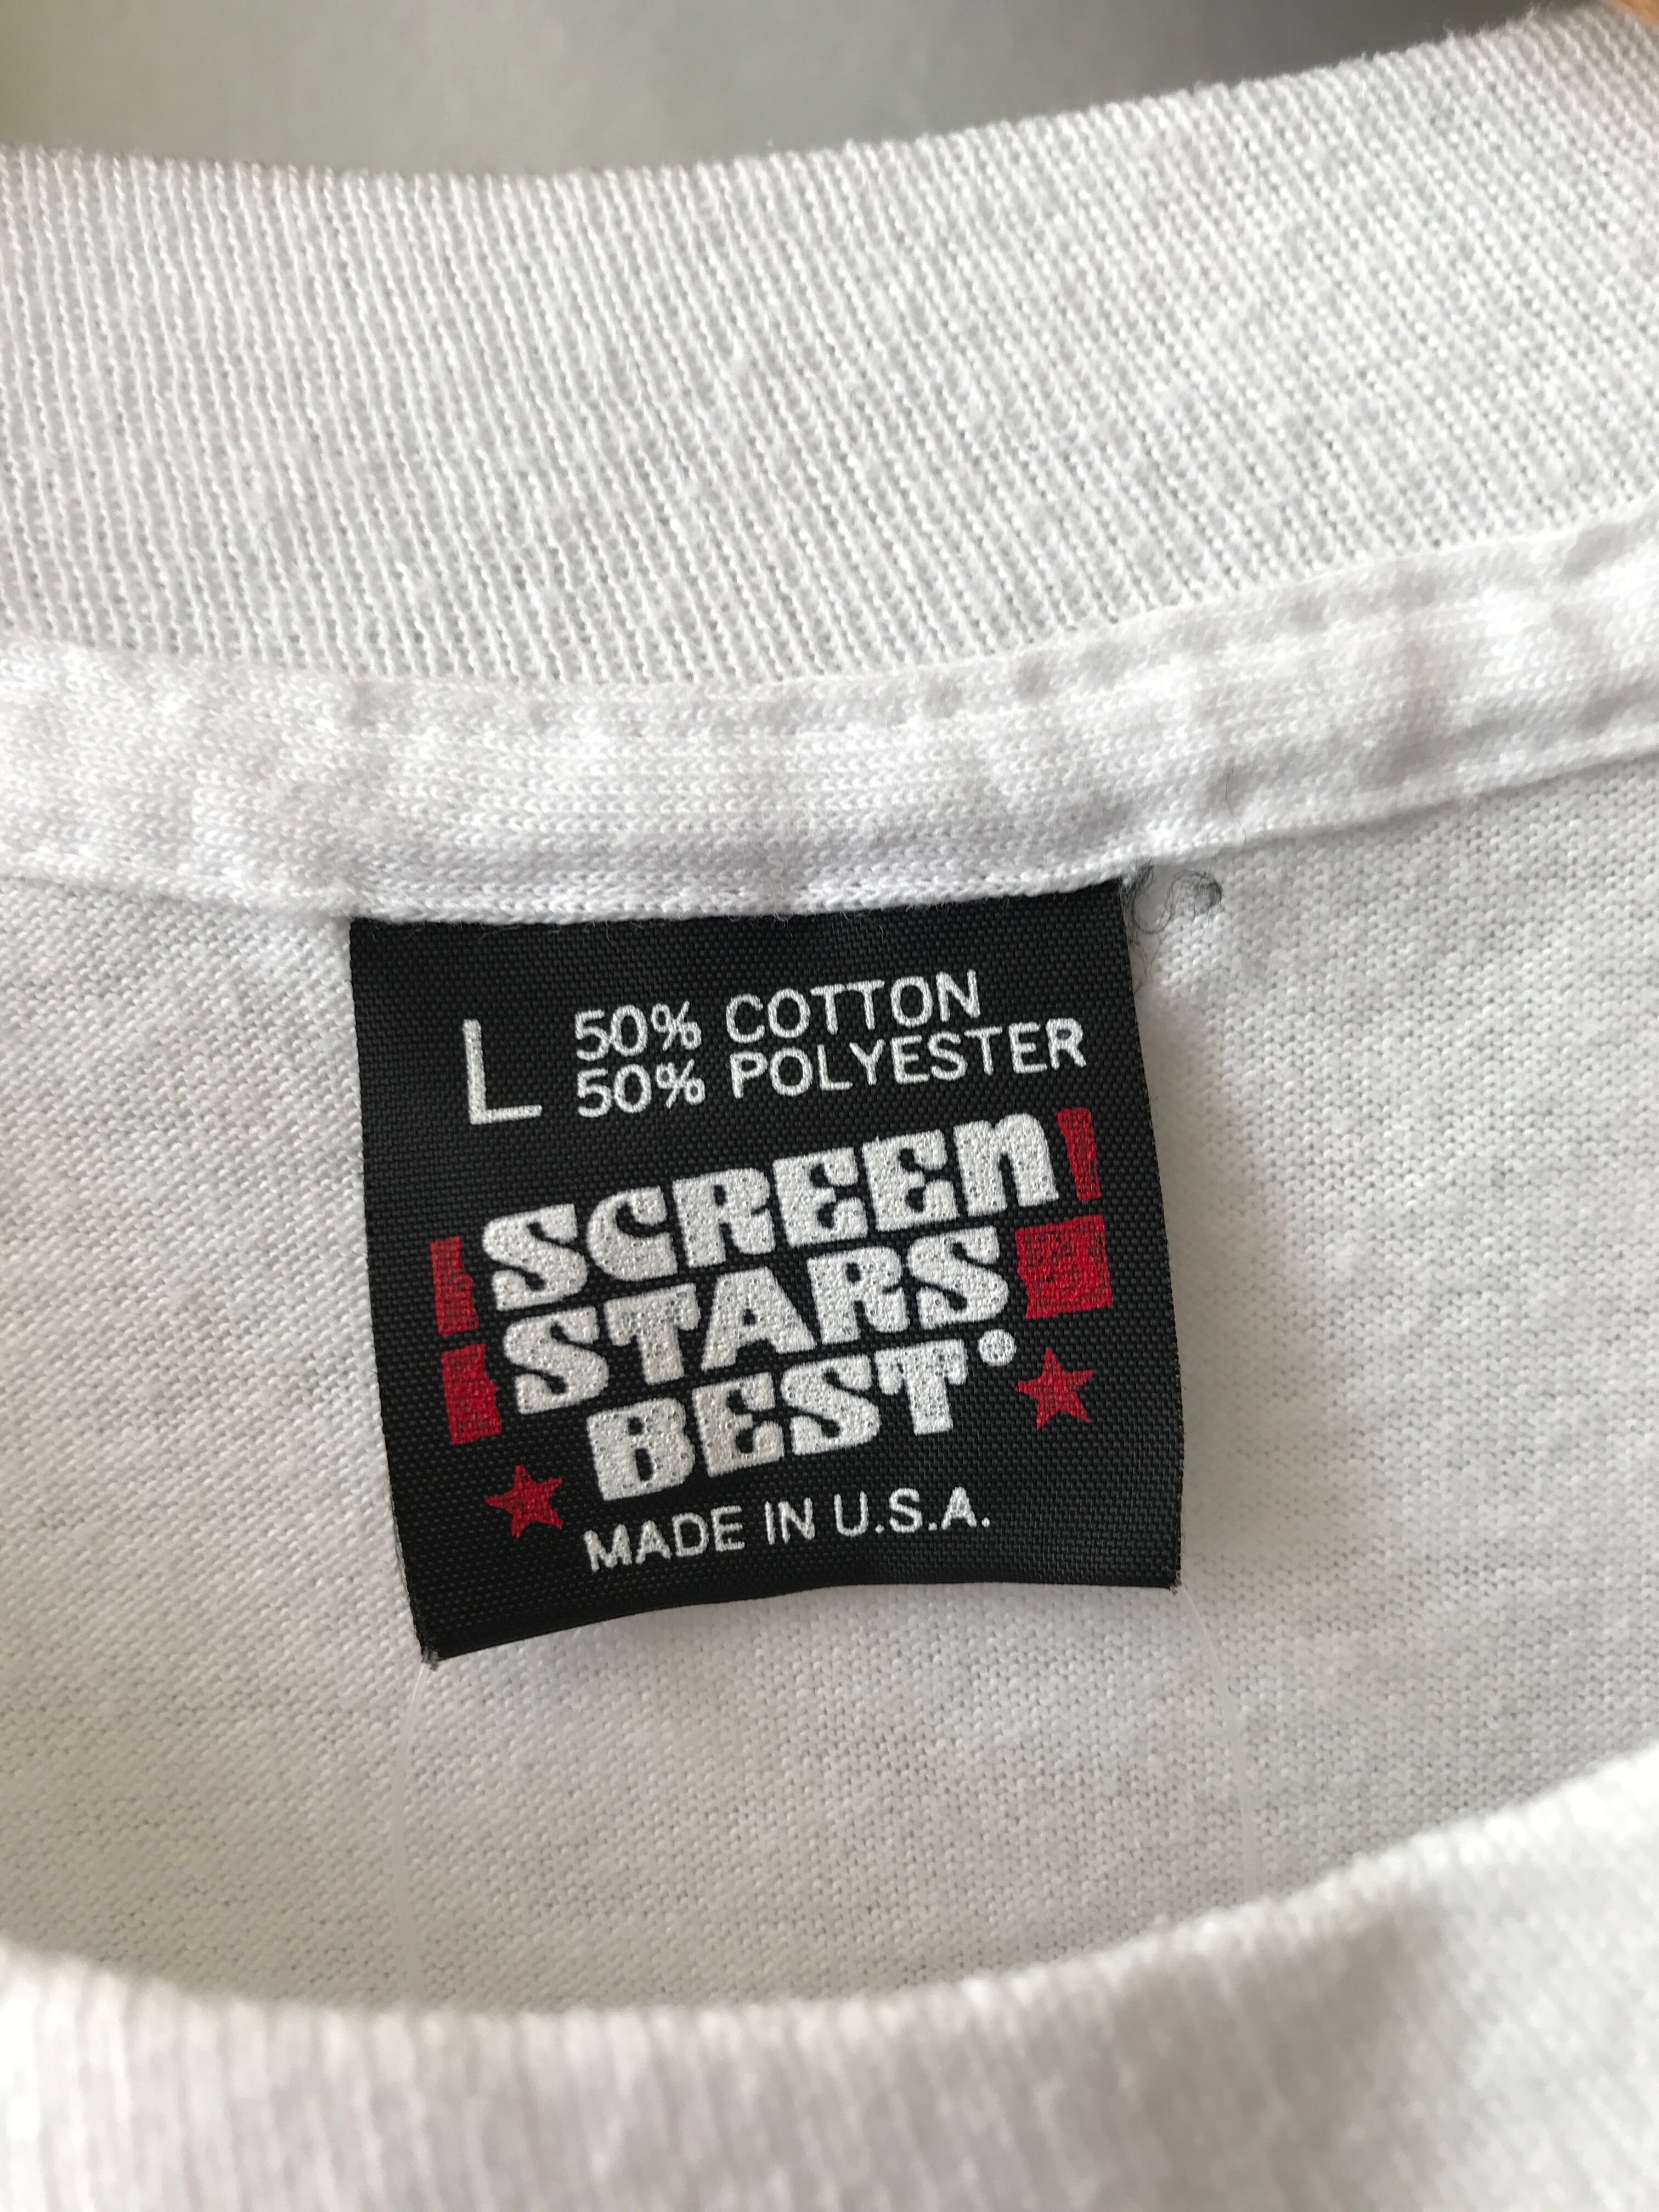 L 50% COTTON
50% POLYESTER
SCREEN
STARS
BEST
MADE IN U.S.A.